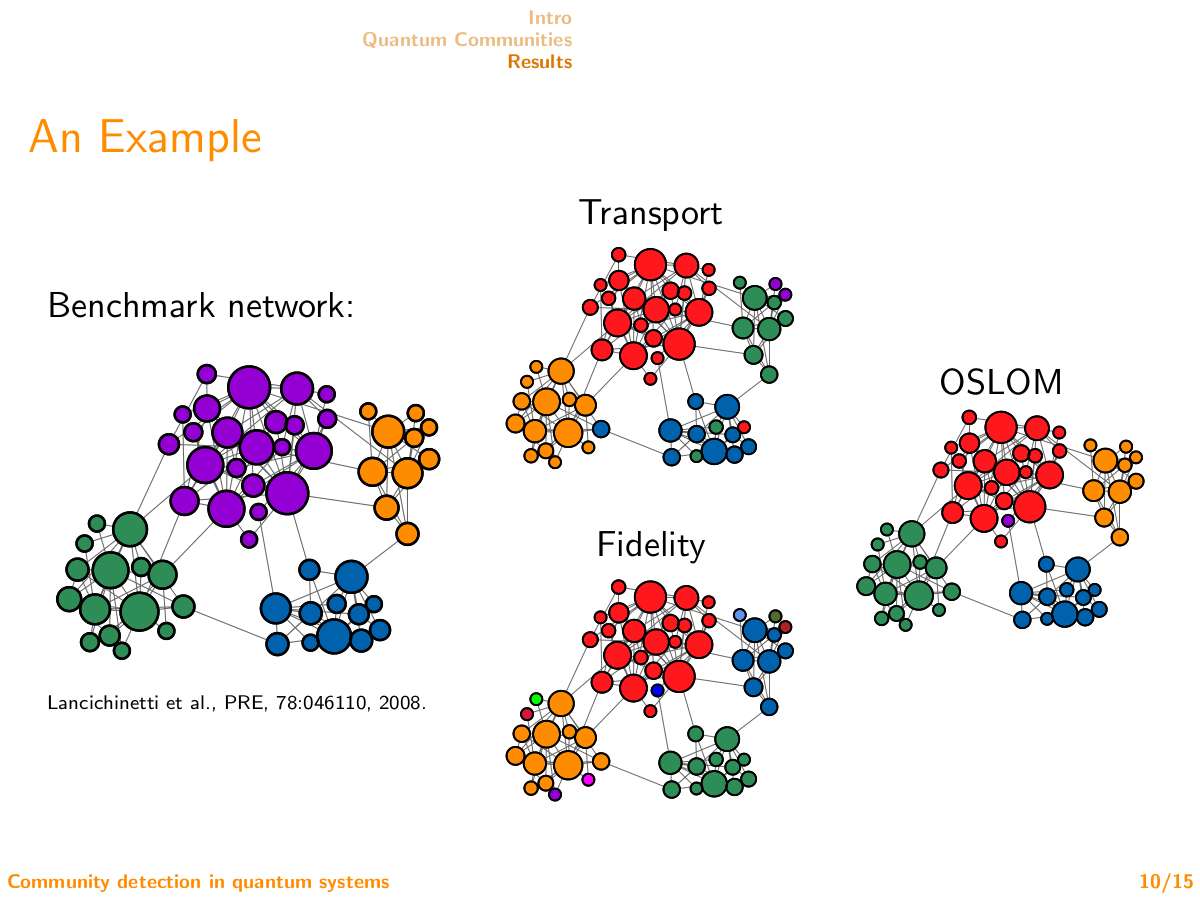 Intro
Quantum Communities
Results
An Example
Benchmark network:
Lancichinetti et al., PRE, 78:046110, 2008.
Transport
Fidelity
OSLOM
Community detection in quantum systems
10/15